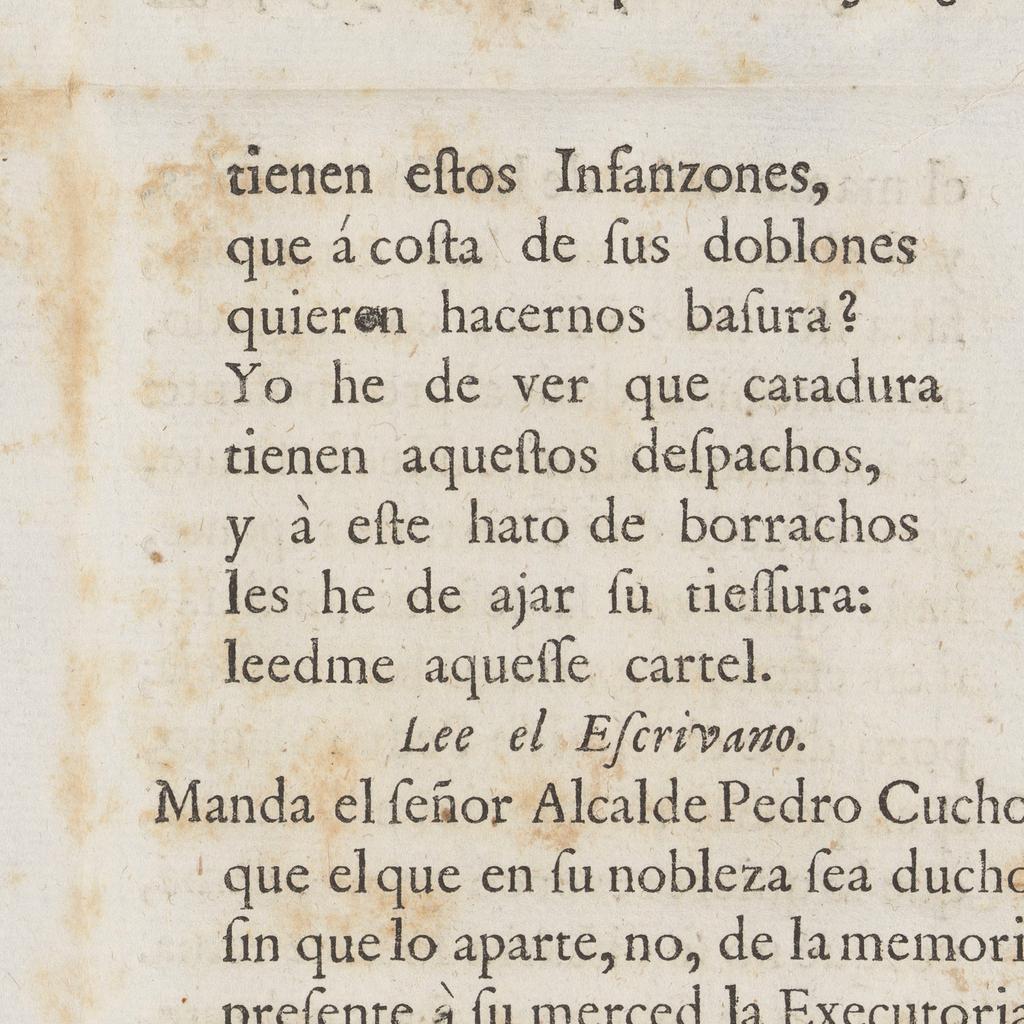 tienen eſtos Infanzones,
que á coſta de ſus doblones
quieren hacernos baſura?
Yo he de ver que catadura
tienen aqueſtos deſpachos,
y à eſte hato de borrachos
les he de ajar ſu tieſſura:
leedme aqueſſe cartel.
Lee el Eſcrivano.
Manda el ſeñor Alcalde Pedro Cucho
que el que en ſu nobleza ſea ducho
ſin que lo aparte, no, de la memori
preſente à ſu merced la Executoria